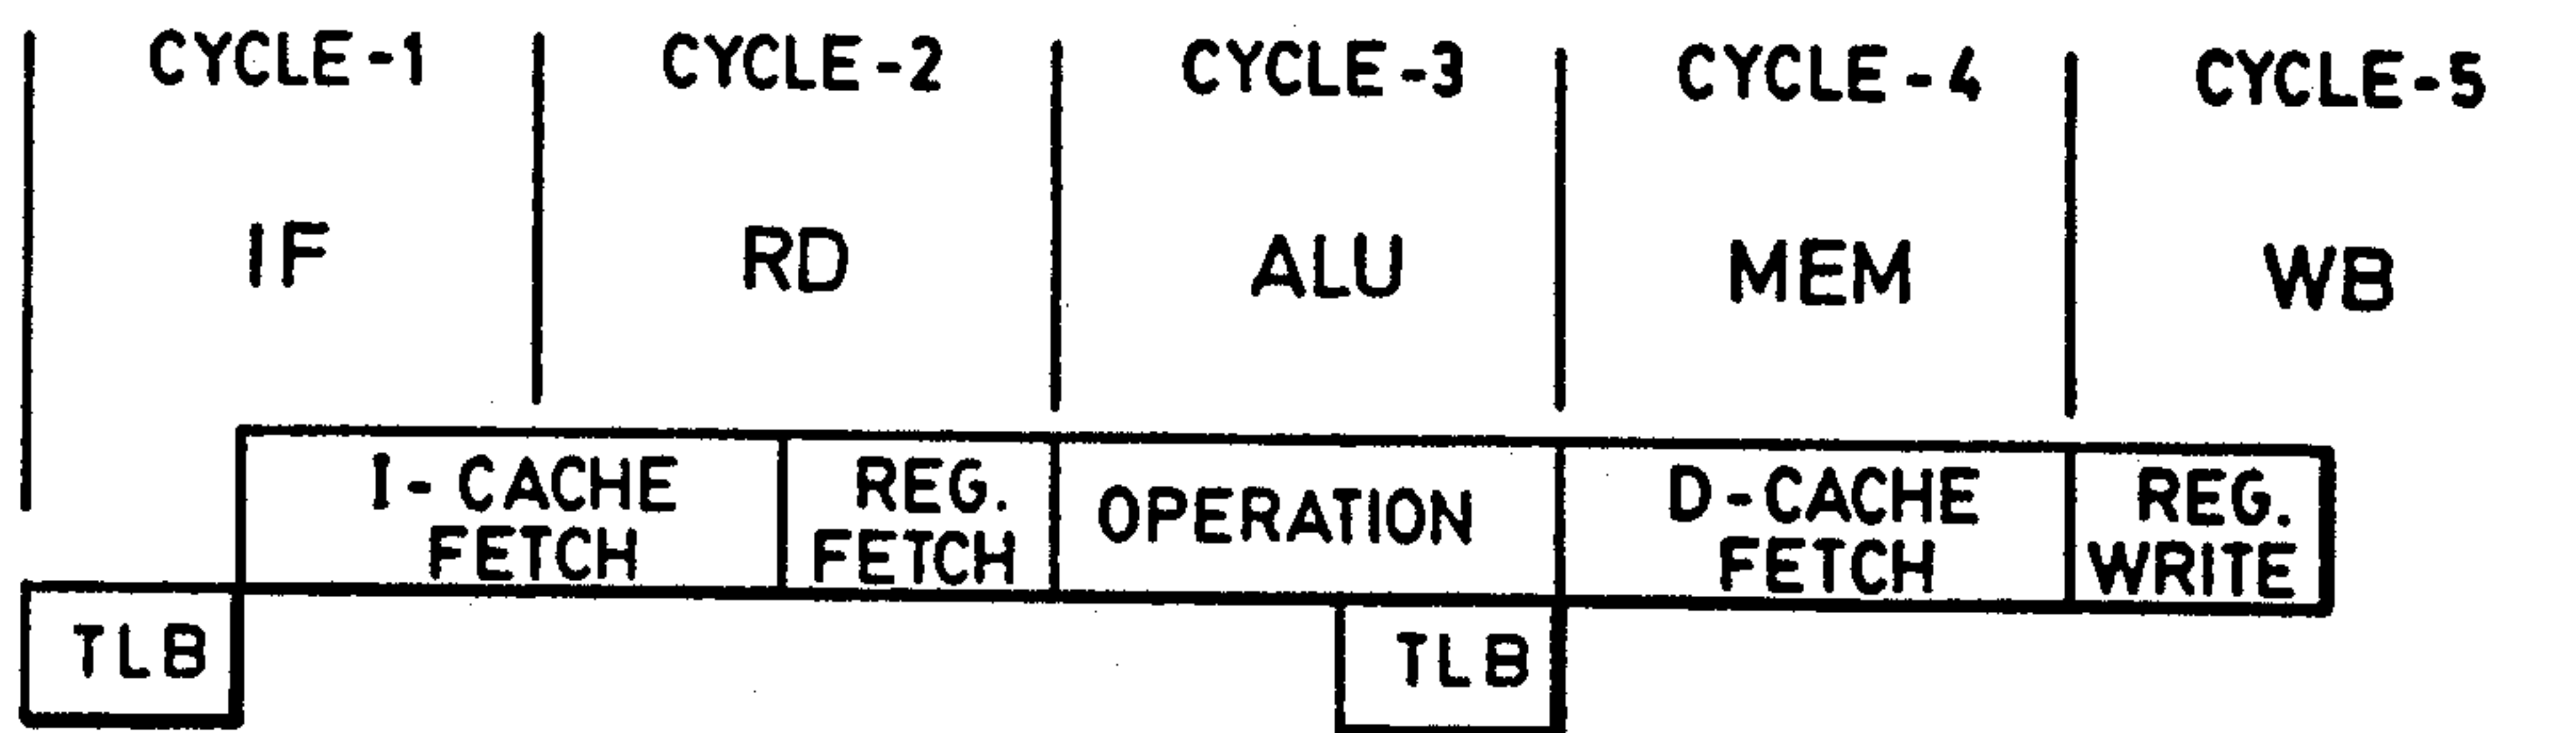 CYCLE-1 CYCLE-2 CYCLE-3 CYCLE-4 CYCLE-5
IF RD ALU MEM WB
I-CACHE FETCH REG. FETCH OPERATION D-CACHE FETCH REG. WRITE
TLB TLB